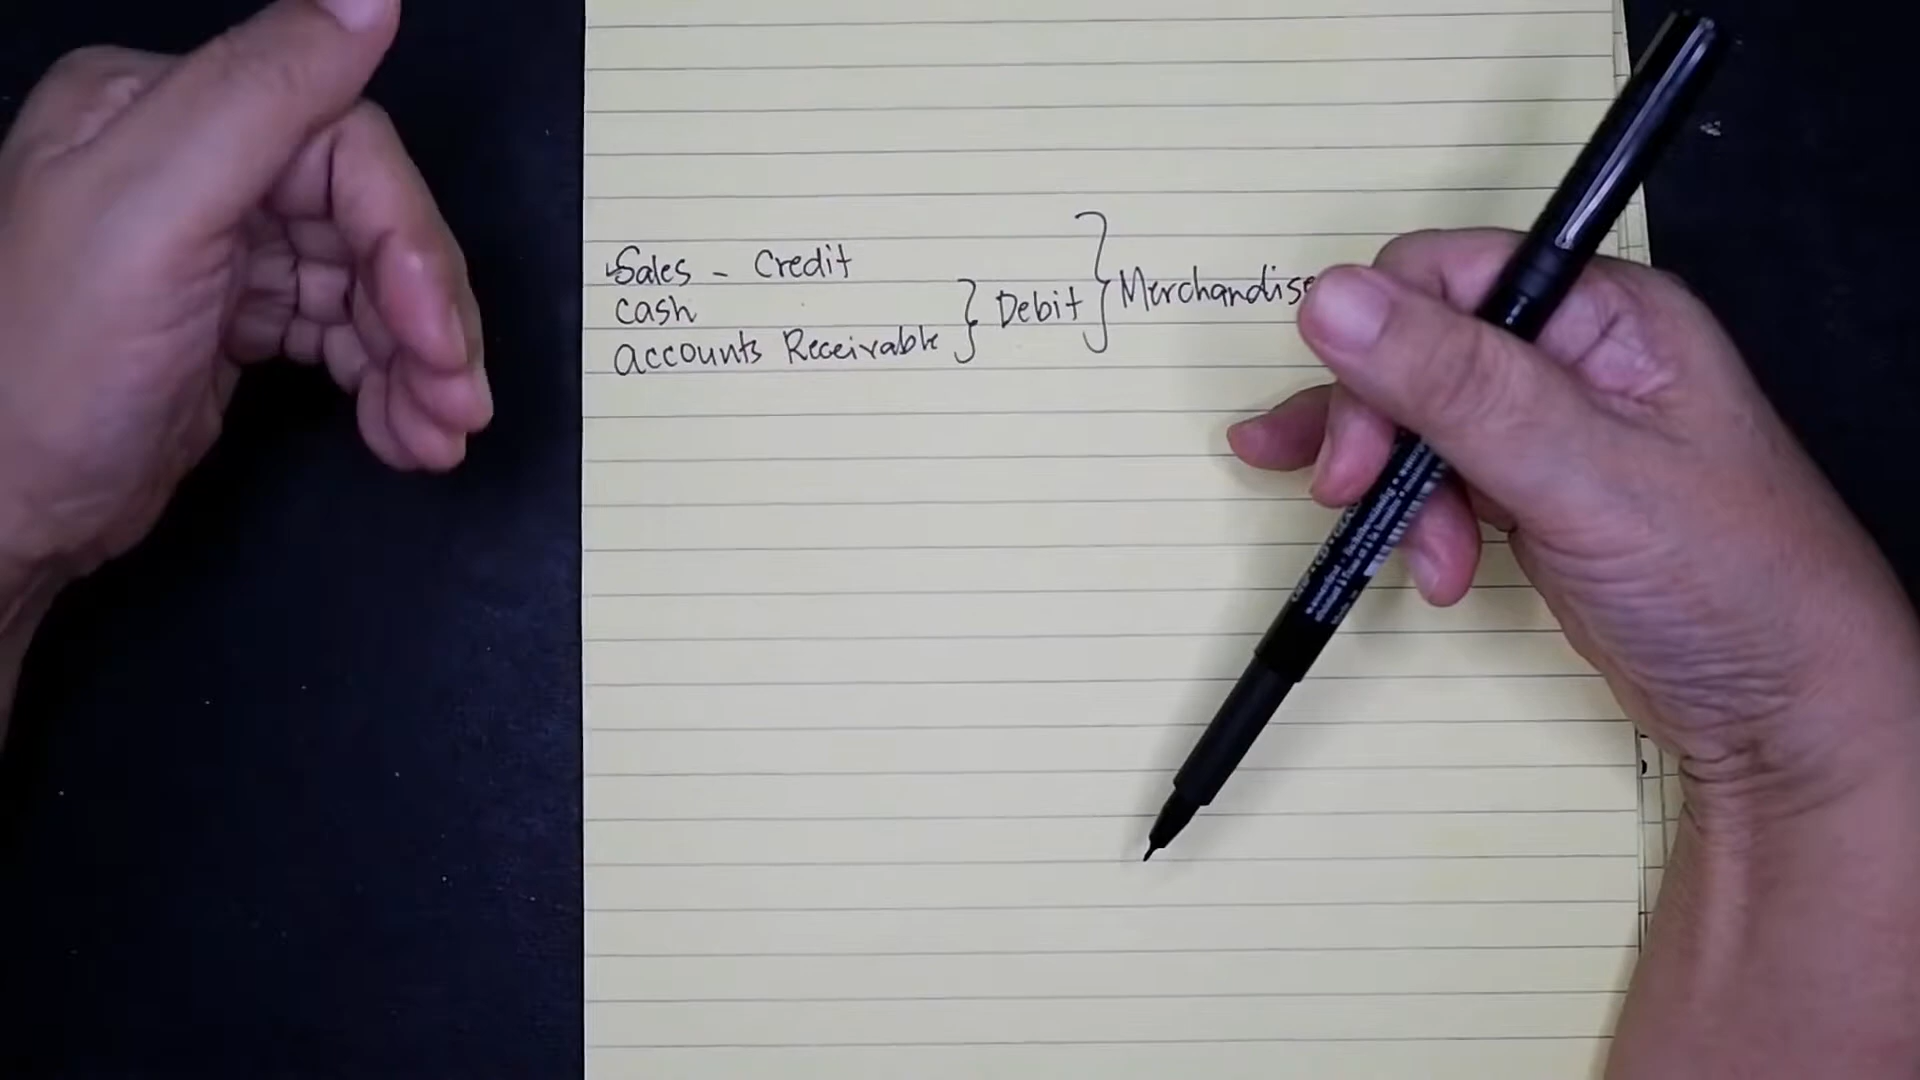 Sales - Credit
Cash
accounts Receivable } Debit } Merchandise